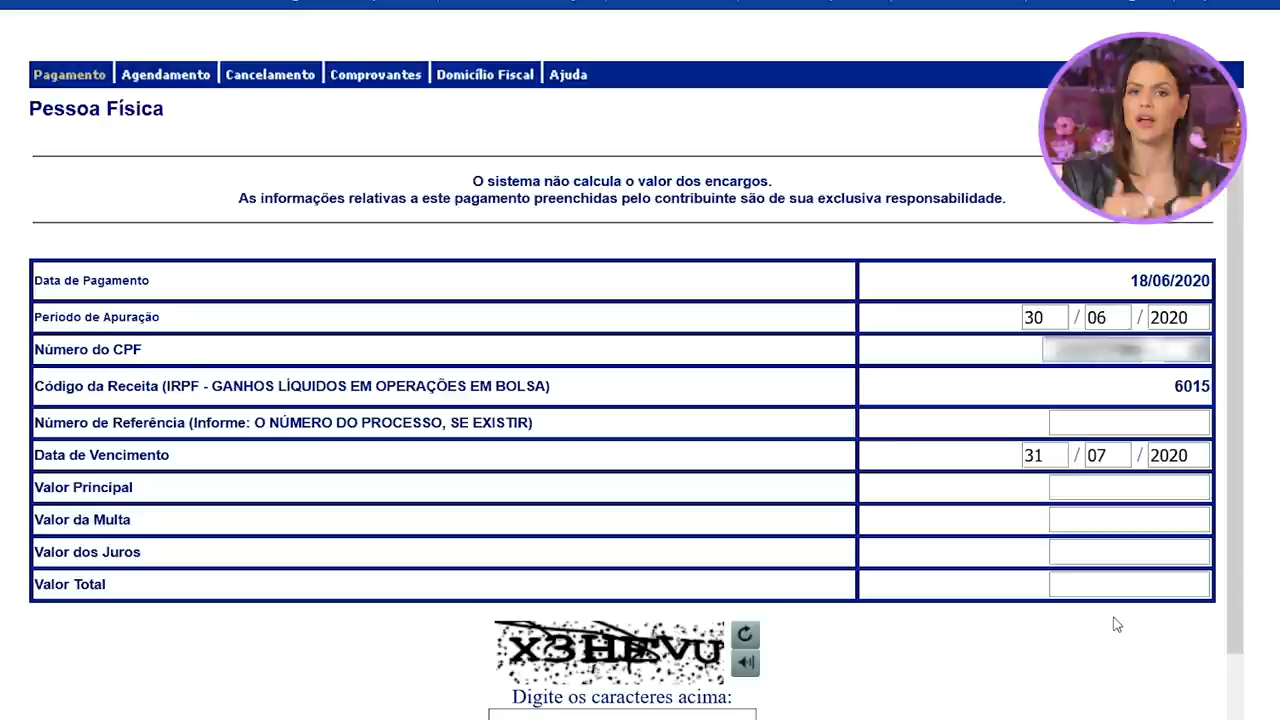 Pagamento Agendamento Cancelamento Comprovantes Domicílio Fiscal Ajuda
Pessoa Física
O sistema não calcula o valor dos encargos.
As informações relativas a este pagamento preenchidas pelo contribuinte são de sua exclusiva responsabilidade.
Data de Pagamento 18/06/2020
Período de Apuração 30 / 06 / 2020
Número do CPF
Código da Receita (IRPF - GANHOS LÍQUIDOS EM OPERAÇÕES EM BOLSA) 6015
Número de Referência (Informe: O NÚMERO DO PROCESSO, SE EXISTIR)
Data de Vencimento 31 / 07 / 2020
Valor Principal
Valor da Multa
Valor dos Juros
Valor Total
x3HEVU
Digite os caracteres acima: